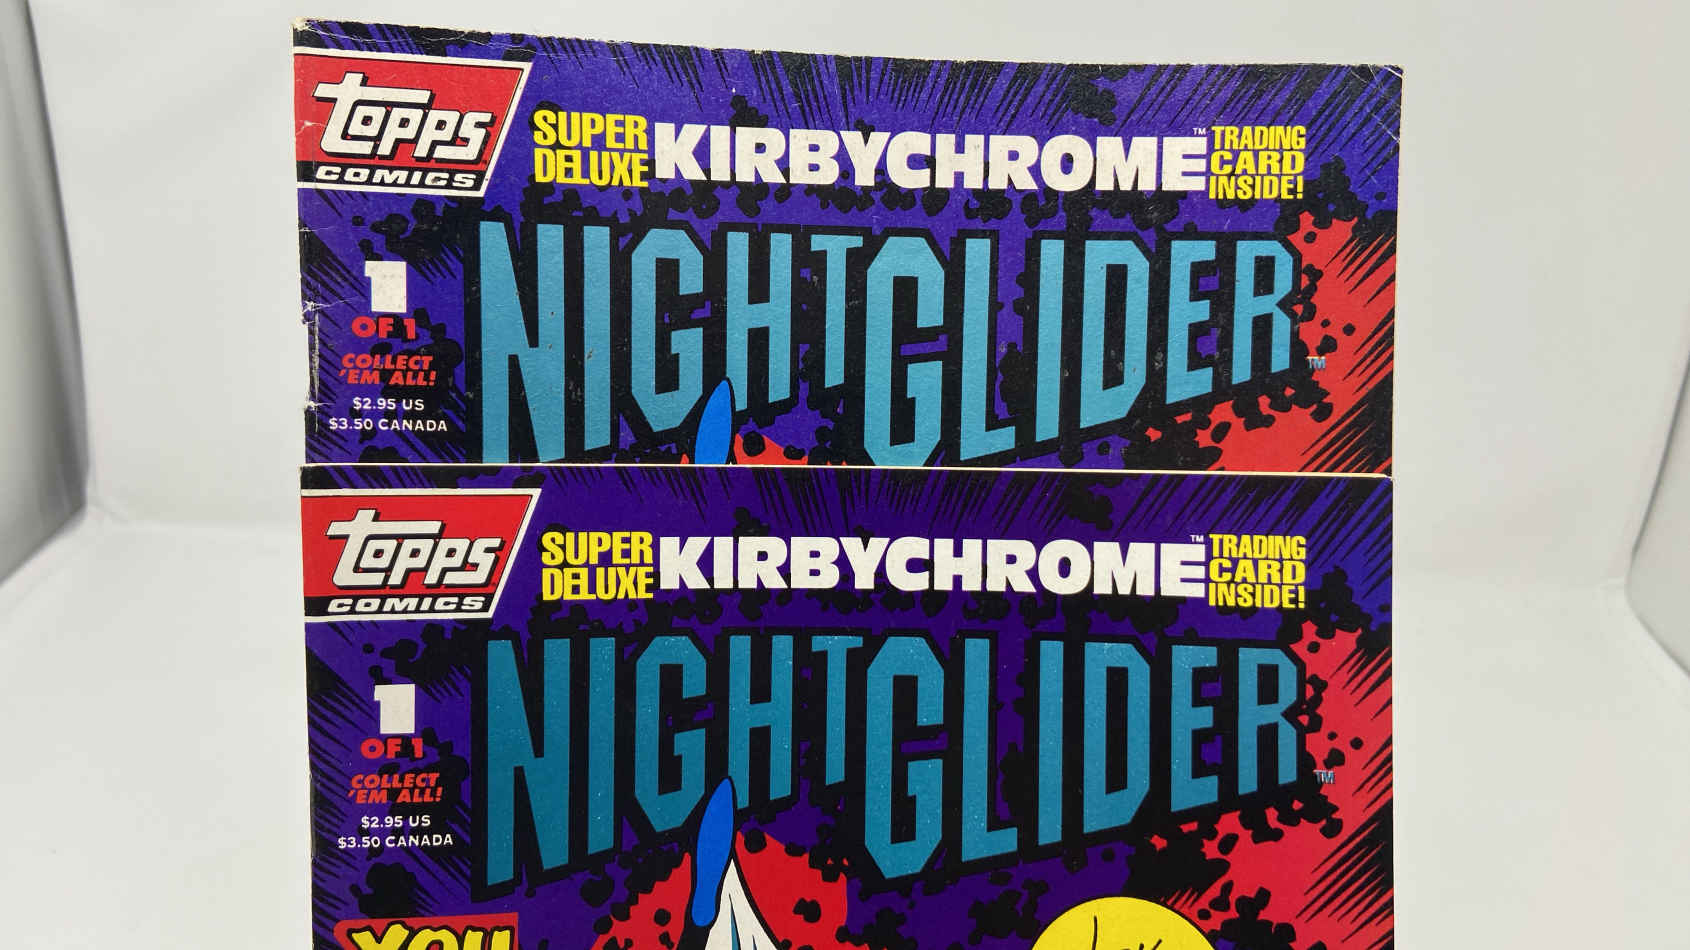 topps
COMICS
SUPER DELUXE KIRBYCHROME™ TRADING CARD INSIDE!
NIGHTGLIDER™
1
OF 1
COLLECT
'EM ALL!
$2.95 US
$3.50 CANADA
topps
COMICS
SUPER DELUXE KIRBYCHROME™ TRADING CARD INSIDE!
NIGHTGLIDER™
1
OF 1
COLLECT
'EM ALL!
$2.95 US
$3.50 CANADA
YOU